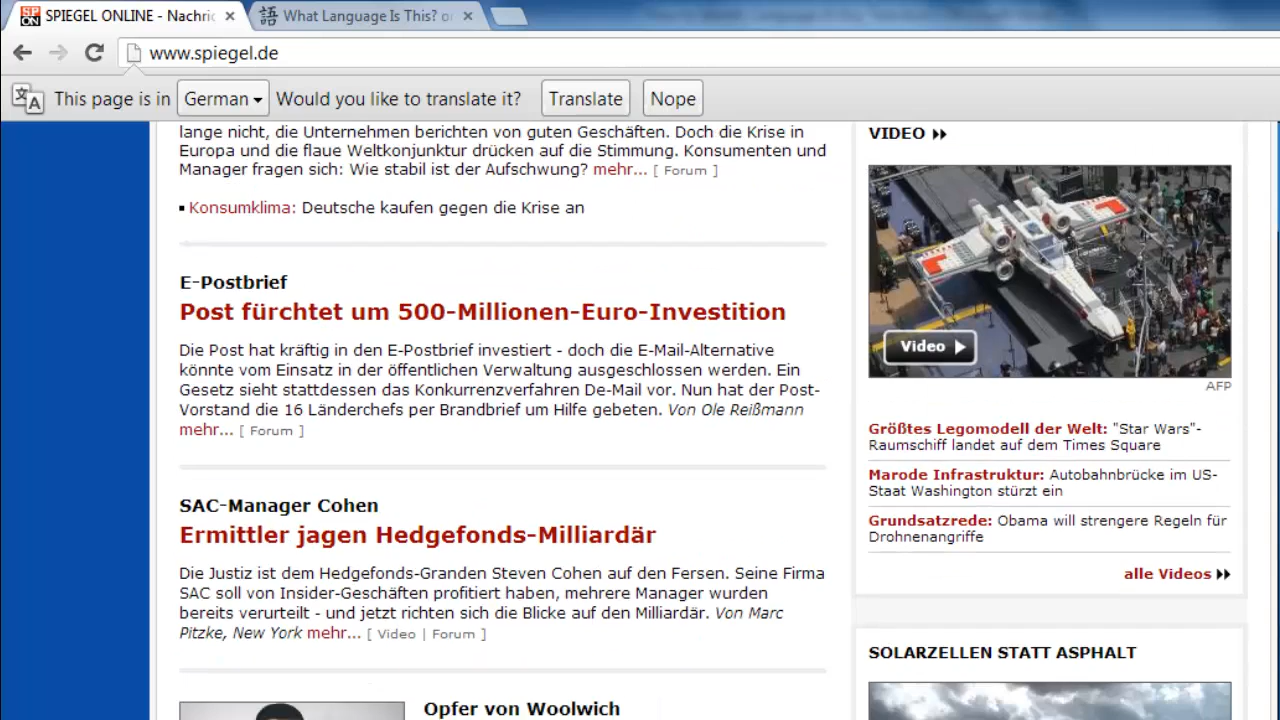 SPIEGEL ONLINE - Nachric
What Language Is This? or
www.spiegel.de
This page is in German Would you like to translate it? Translate Nope
lange nicht, die Unternehmen berichten von guten Geschäften. Doch die Krise in
Europa und die flaue Weltkonjunktur drücken auf die Stimmung. Konsumenten und
Manager fragen sich: Wie stabil ist der Aufschwung? mehr... [ Forum ]
Konsumklima: Deutsche kaufen gegen die Krise an
E-Postbrief
Post fürchtet um 500-Millionen-Euro-Investition
Die Post hat kräftig in den E-Postbrief investiert - doch die E-Mail-Alternative
könnte vom Einsatz in der öffentlichen Verwaltung ausgeschlossen werden. Ein
Gesetz sieht stattdessen das Konkurrenzverfahren De-Mail vor. Nun hat der Post-
Vorstand die 16 Länderchefs per Brandbrief um Hilfe gebeten. Von Ole Reißmann
mehr... [ Forum ]
SAC-Manager Cohen
Ermittler jagen Hedgefonds-Milliardär
Die Justiz ist dem Hedgefonds-Granden Steven Cohen auf den Fersen. Seine Firma
SAC soll von Insider-Geschäften profitiert haben, mehrere Manager wurden
bereits verurteilt - und jetzt richten sich die Blicke auf den Milliardär. Von Marc
Pitzke, New York mehr... [ Video | Forum ]
Opfer von Woolwich
VIDEO
Video
AFP
Größtes Legomodell der Welt: "Star Wars"-
Raumschiff landet auf dem Times Square
Marode Infrastruktur: Autobahnbrücke im US-
Staat Washington stürzt ein
Grundsatzrede: Obama will strengere Regeln für
Drohnenangriffe
alle Videos
SOLARZELLEN STATT ASPHALT